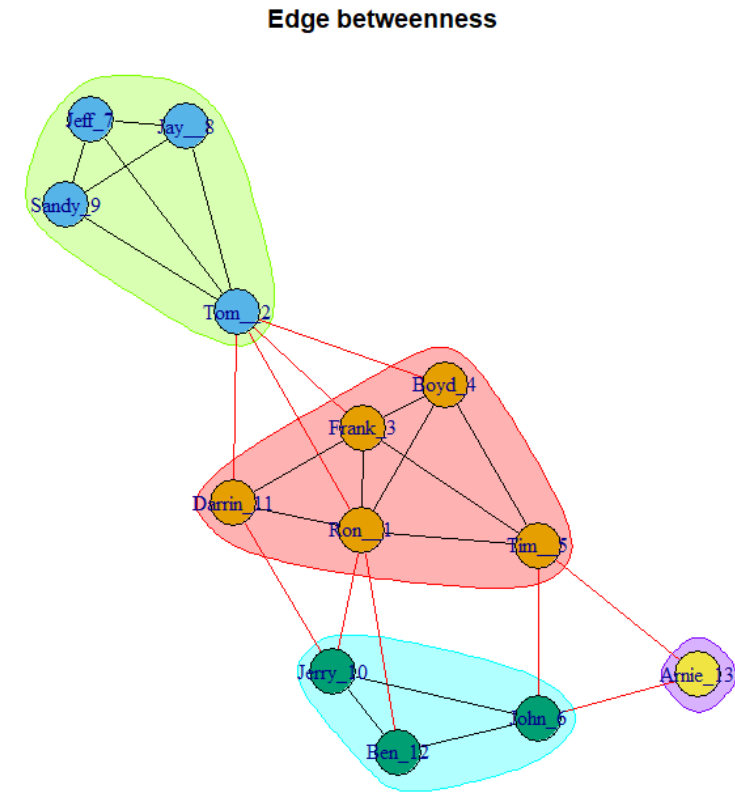 Edge betweenness
Jeff_7
Jay__8
Sandy_9
Tom__2
Boyd_4
Frank_3
Darrin_11
Ron__1
Tim__5
Jerry_10
Arnie_13
John_6
Ben_12